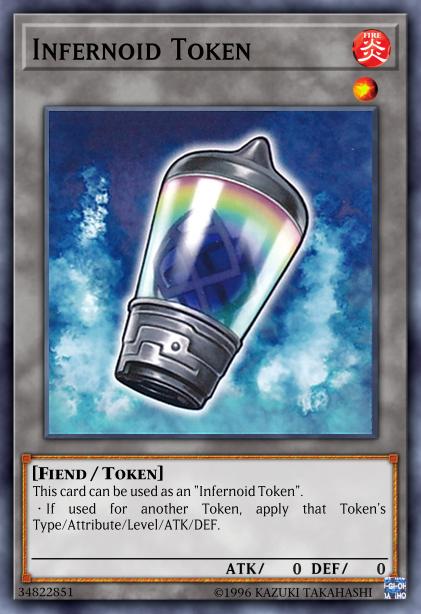 INFERNOID TOKEN
FIRE
炎
[FIEND / TOKEN]
This card can be used as an "Infernoid Token".
・If used for another Token, apply that Token's
Type/Attribute/Level/ATK/DEF.
ATK/ 0 DEF/ 0
34822851
©1996 KAZUKI TAKAHASHI